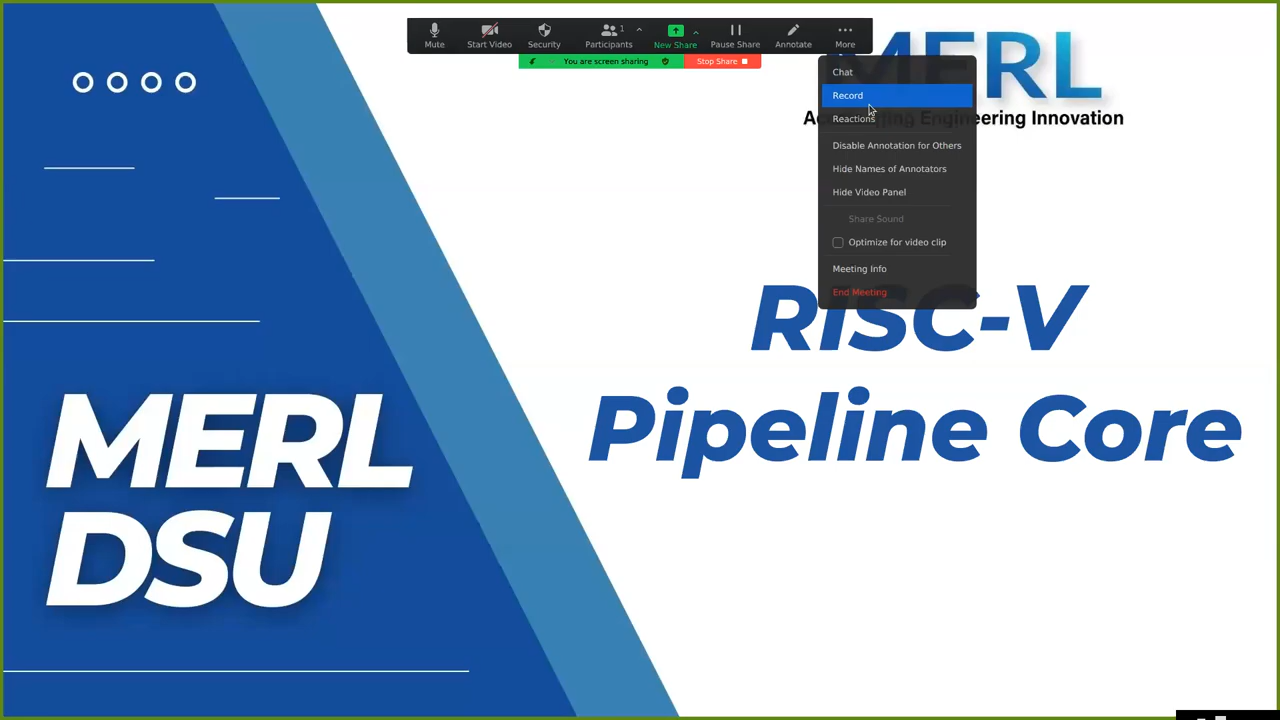 1
Mute
Start Video
Security
Participants
New Share
Pause Share
Annotate
More
You are screen sharing
Stop Share
MERL
Engineering Innovation
Chat
Record
Reactions
Disable Annotation for Others
Hide Names of Annotators
Hide Video Panel
Share Sound
Optimize for video clip
Meeting Info
End Meeting
RISC-V
Pipeline Core
MERL
DSU